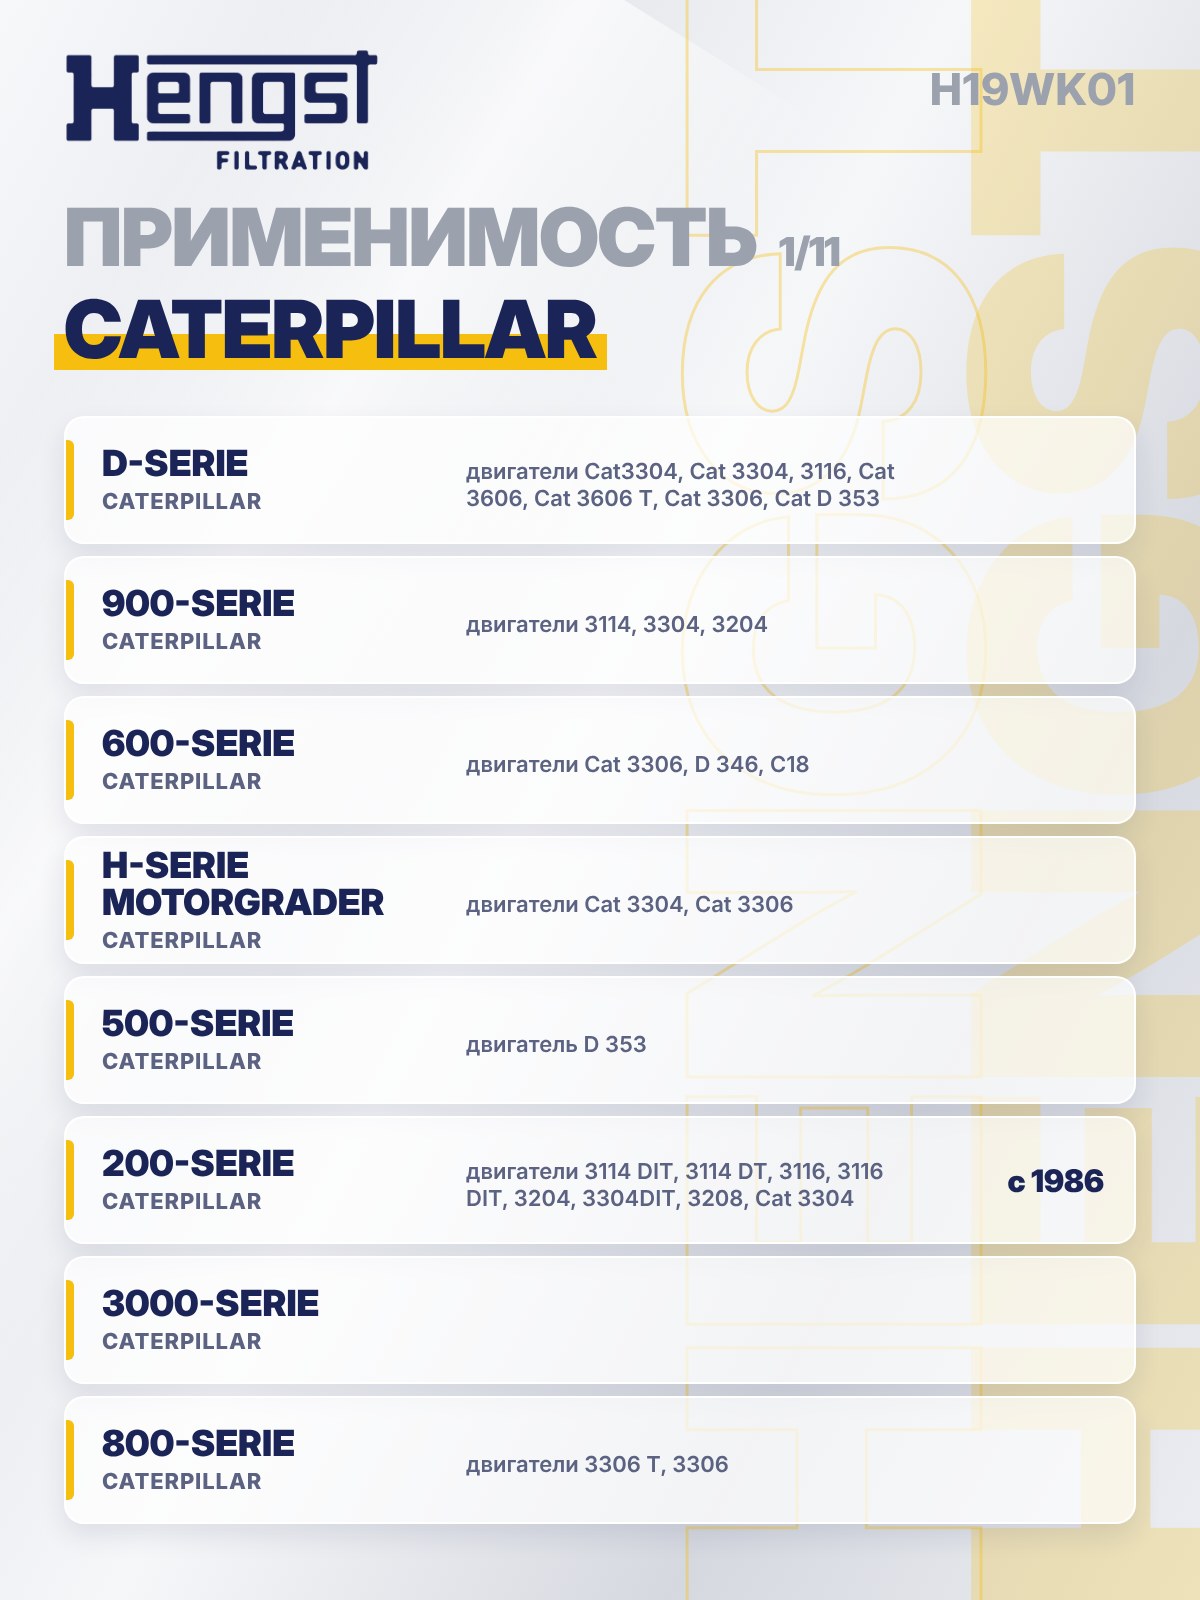 Hengst
FILTRATION
H19WK01
ПРИМЕНИМОСТЬ 1/11
CATERPILLAR
D-SERIE
CATERPILLAR
двигатели Cat3304, Cat 3304, 3116, Cat
3606, Cat 3606 T, Cat 3306, Cat D 353
900-SERIE
CATERPILLAR
двигатели 3114, 3304, 3204
600-SERIE
CATERPILLAR
двигатели Cat 3306, D 346, C18
H-SERIE
MOTORGRADER
CATERPILLAR
двигатели Cat 3304, Cat 3306
500-SERIE
CATERPILLAR
двигатель D 353
200-SERIE
CATERPILLAR
двигатели 3114 DIT, 3114 DT, 3116, 3116
DIT, 3204, 3304DIT, 3208, Cat 3304
с 1986
3000-SERIE
CATERPILLAR
800-SERIE
CATERPILLAR
двигатели 3306 T, 3306
HENGST
HENGST